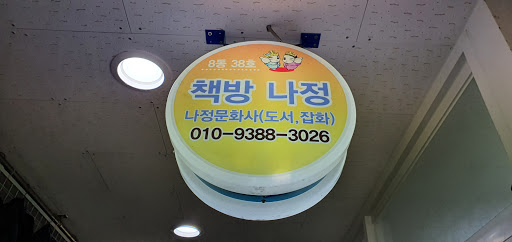 8동 38호
책방 나정
나정문화사(도서,잡화)
010-9388-3026